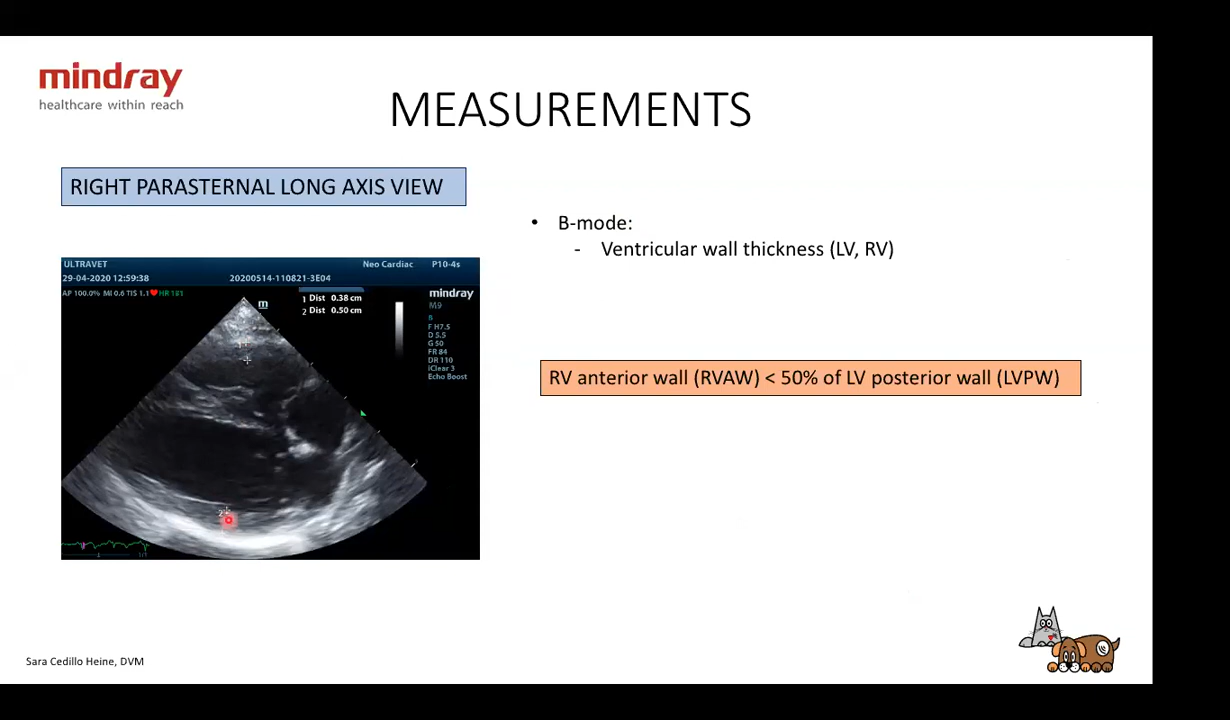 mindray
healthcare within reach
MEASUREMENTS
RIGHT PARASTERNAL LONG AXIS VIEW
• B-mode:
- Ventricular wall thickness (LV, RV)
ULTRAVET
Neo Cardiac P10-4s
29-04-2020 12:59:38 20200514-110821-3E04
AP 100.0% MI 0.6 TIS 1.1 HR 181
1 Dist 0.38 cm
2 Dist 0.50 cm
m
mindray
M9
B
F H7.5
D 5.5
G 50
FR 84
DR 110
iClear 3
Echo Boost
RV anterior wall (RVAW) < 50% of LV posterior wall (LVPW)
2
Sara Cedillo Heine, DVM